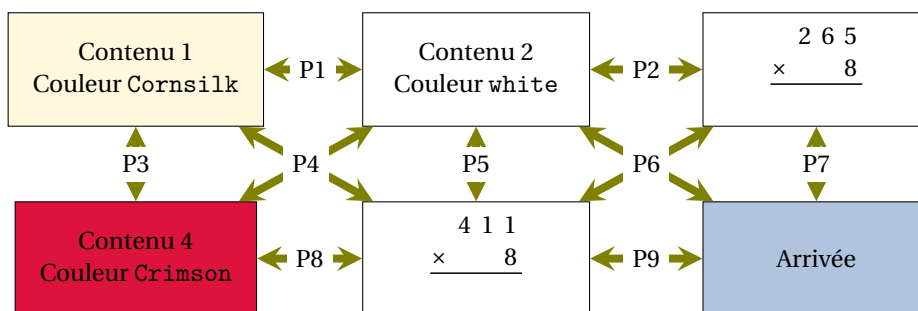 Contenu 1
Couleur Cornsilk
P1
Contenu 2
Couleur white
P2
2 6 5
× 8
P3
P4
P5
P6
P7
Contenu 4
Couleur Crimson
P8
4 1 1
× 8
P9
Arrivée